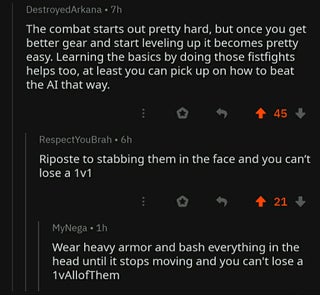 DestroyedArkana • 7h
The combat starts out pretty hard, but once you get
better gear and start leveling up it becomes pretty
easy. Learning the basics by doing those fistfights
helps too, at least you can pick up on how to beat
the AI that way.
45
RespectYouBrah • 6h
Riposte to stabbing them in the face and you can't
lose a 1v1
21
MyNega • 1h
Wear heavy armor and bash everything in the
head until it stops moving and you can't lose a
1vAllofThem